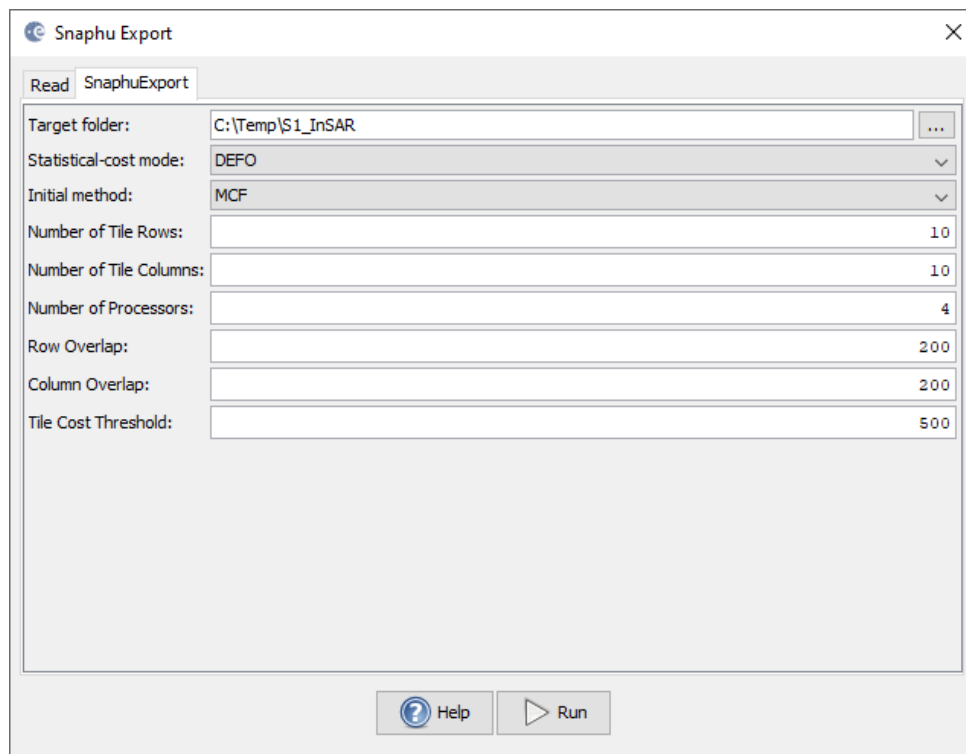 Snaphu Export
Read SnaphuExport
Target folder: C:\Temp\S1_InSAR ...
Statistical-cost mode: DEFO
Initial method: MCF
Number of Tile Rows: 10
Number of Tile Columns: 10
Number of Processors: 4
Row Overlap: 200
Column Overlap: 200
Tile Cost Threshold: 500
Help Run